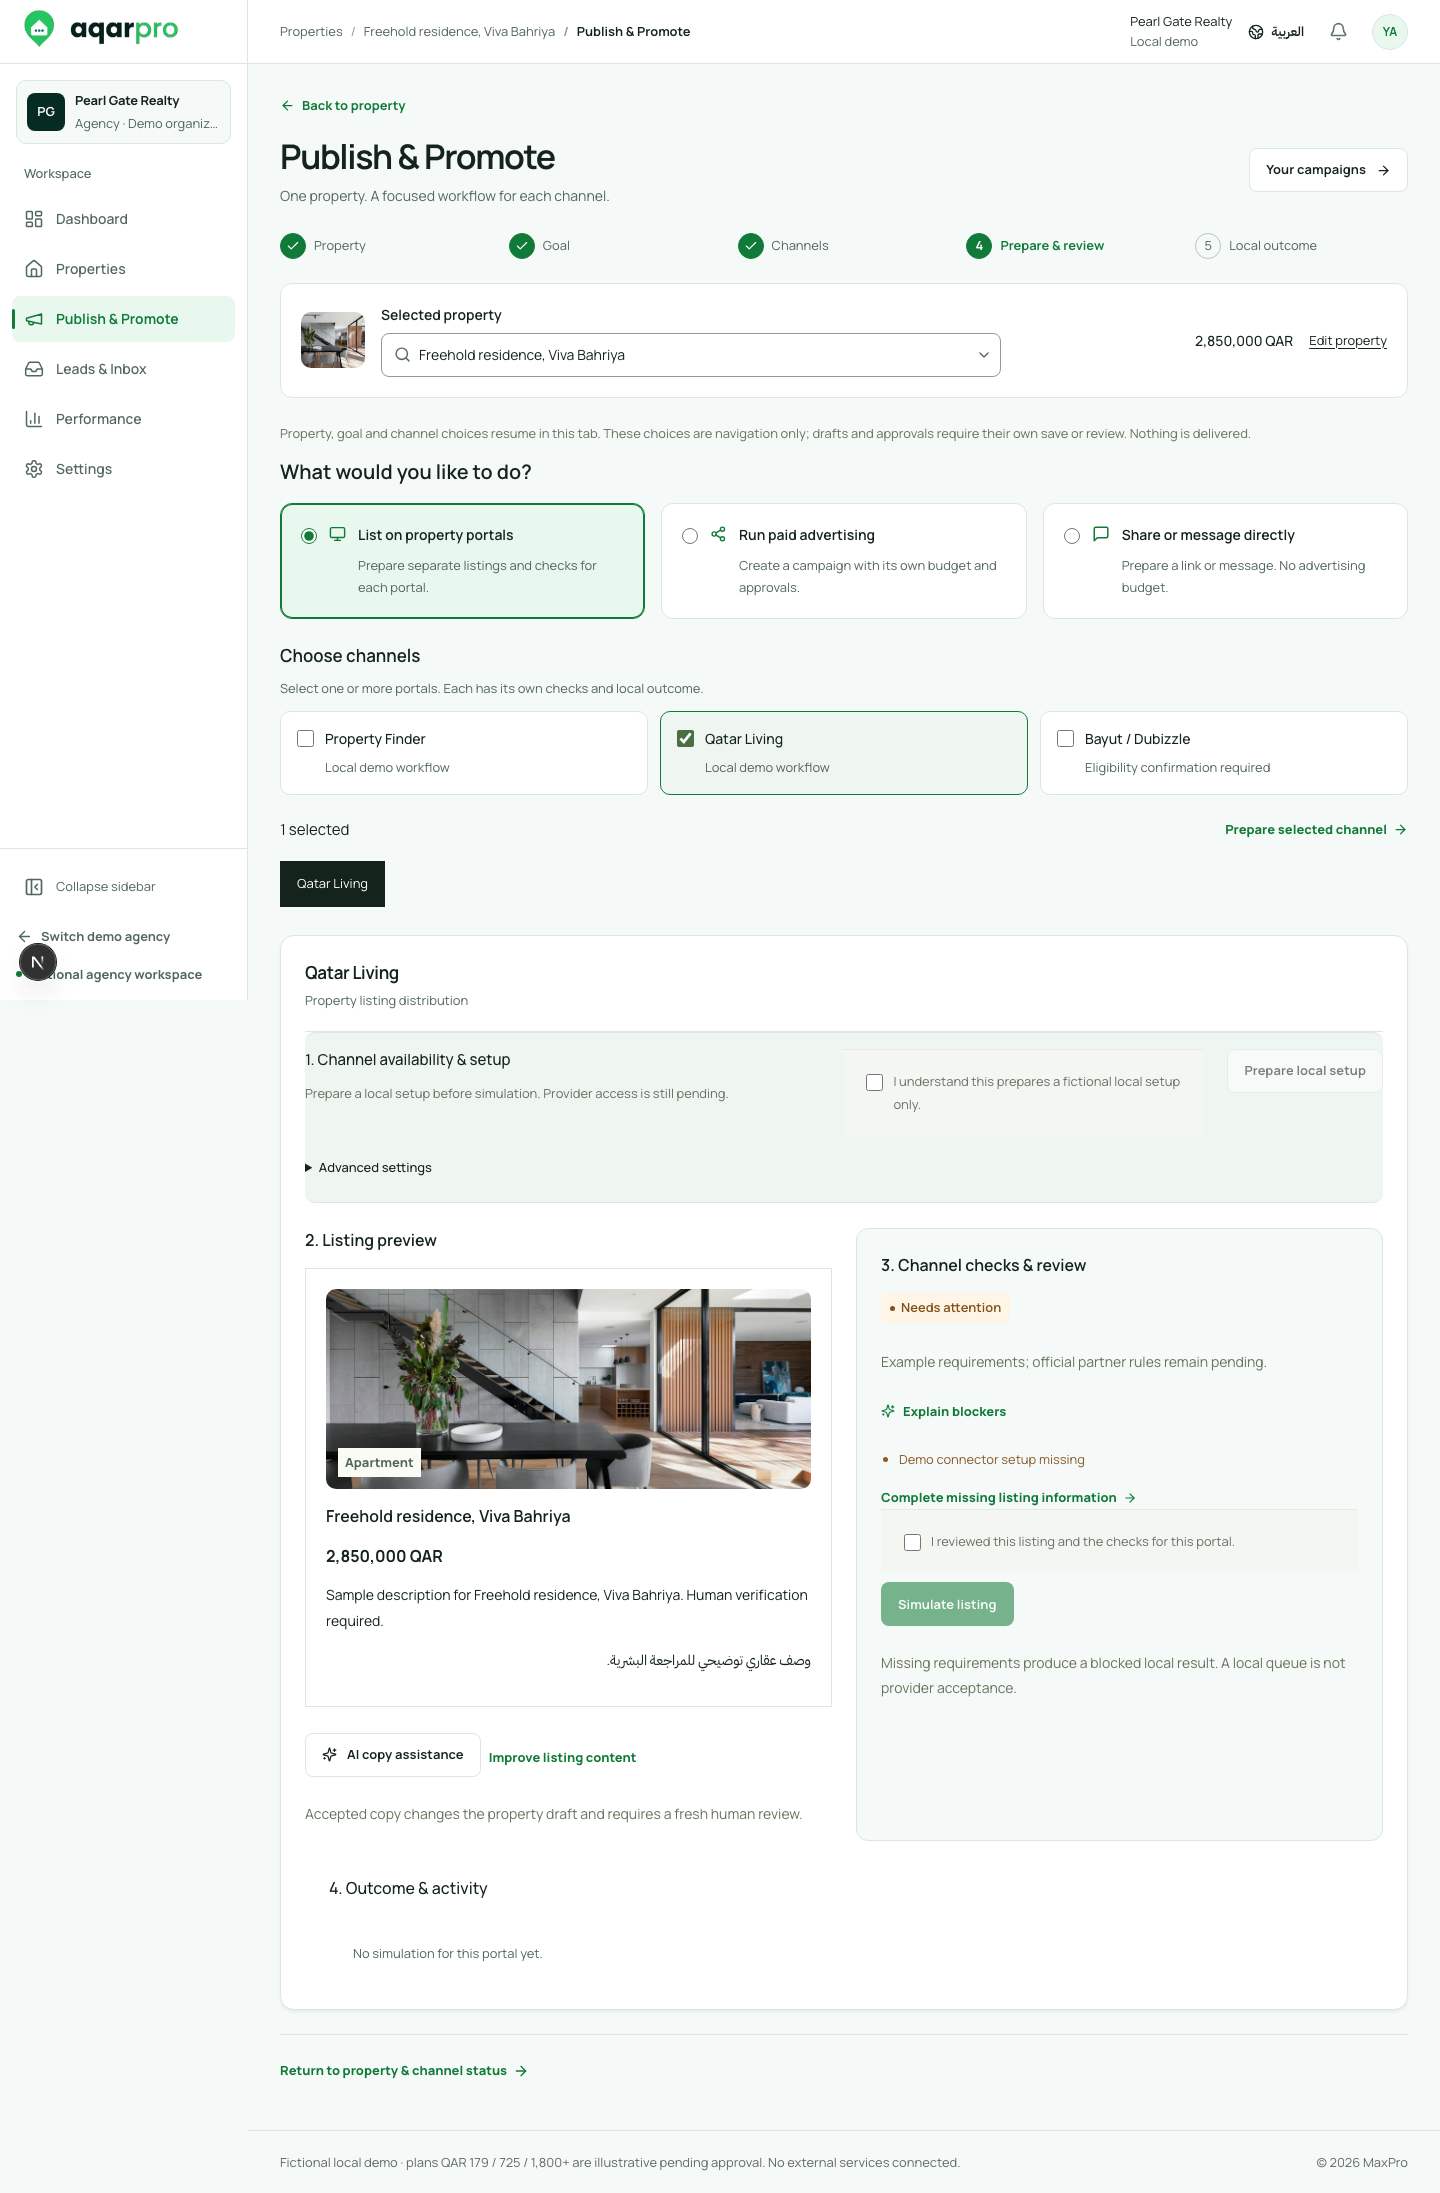 aqarpro
Properties / Freehold residence, Viva Bahriya / Publish & Promote
Pearl Gate Realty
Local demo
العربية
YA
PG
Pearl Gate Realty
Agency · Demo organiz...
Workspace
Dashboard
Properties
Publish & Promote
Leads & Inbox
Performance
Settings
Collapse sidebar
Switch demo agency
N
agency workspace
Back to property
Publish & Promote
One property. A focused workflow for each channel.
Your campaigns
Property
Goal
Channels
4 Prepare & review
5 Local outcome
Selected property
Freehold residence, Viva Bahriya
2,850,000 QAR
Edit property
Property, goal and channel choices resume in this tab. These choices are navigation only; drafts and approvals require their own save or review. Nothing is delivered.
What would you like to do?
List on property portals
Prepare separate listings and checks for
each portal.
Run paid advertising
Create a campaign with its own budget and
approvals.
Share or message directly
Prepare a link or message. No advertising
budget.
Choose channels
Select one or more portals. Each has its own checks and local outcome.
Property Finder
Local demo workflow
Qatar Living
Local demo workflow
Bayut / Dubizzle
Eligibility confirmation required
1 selected
Prepare selected channel
Qatar Living
Qatar Living
Property listing distribution
1. Channel availability & setup
Prepare a local setup before simulation. Provider access is still pending.
I understand this prepares a fictional local setup
only.
Prepare local setup
Advanced settings
2. Listing preview
Apartment
Freehold residence, Viva Bahriya
2,850,000 QAR
Sample description for Freehold residence, Viva Bahriya. Human verification
required.
وصف عقاري توضيحي للمراجعة البشرية.
AI copy assistance
Improve listing content
Accepted copy changes the property draft and requires a fresh human review.
3. Channel checks & review
Needs attention
Example requirements; official partner rules remain pending.
Explain blockers
Demo connector setup missing
Complete missing listing information
I reviewed this listing and the checks for this portal.
Simulate listing
Missing requirements produce a blocked local result. A local queue is not
provider acceptance.
4. Outcome & activity
No simulation for this portal yet.
Return to property & channel status
Fictional local demo · plans QAR 179 / 725 / 1,800+ are illustrative pending approval. No external services connected.
© 2026 MaxPro